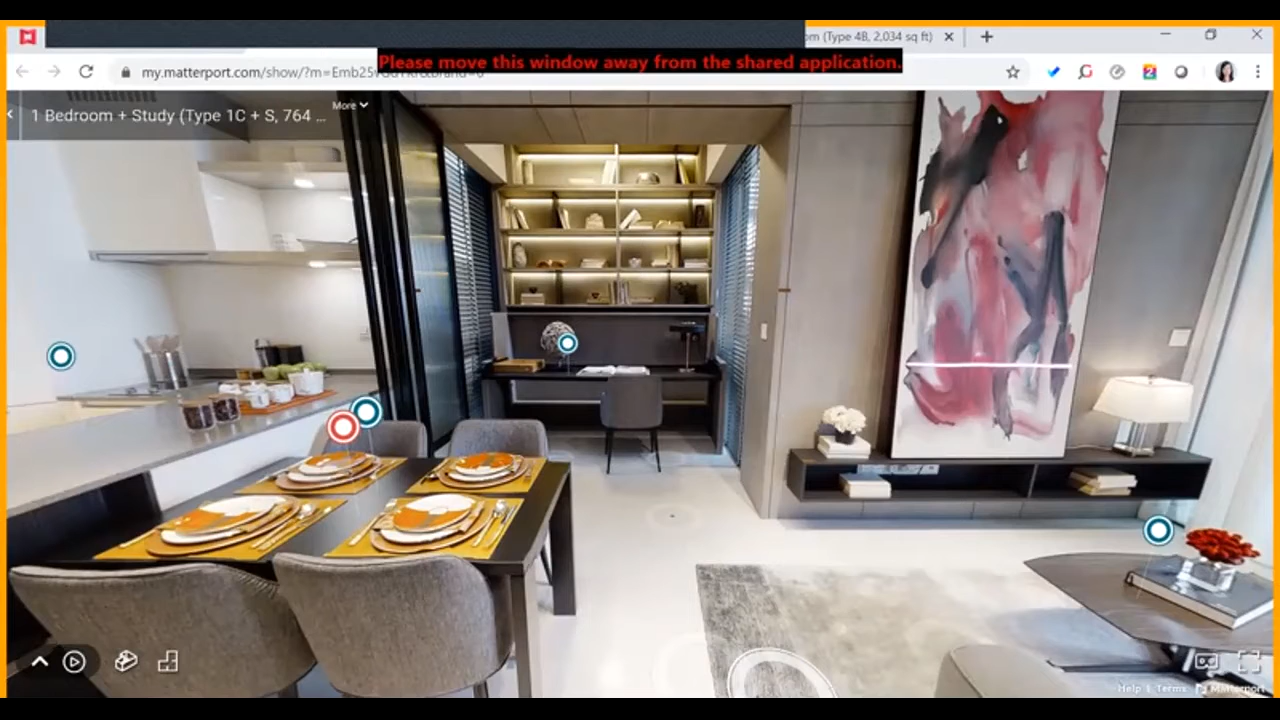 om (Type 4B, 2,034 sq ft)
Please move this window away from the shared application.
my.matterport.com/show/?m=Emb25
1 Bedroom + Study (Type 1C + S, 764 ...
More
Help | Terms
Matterport